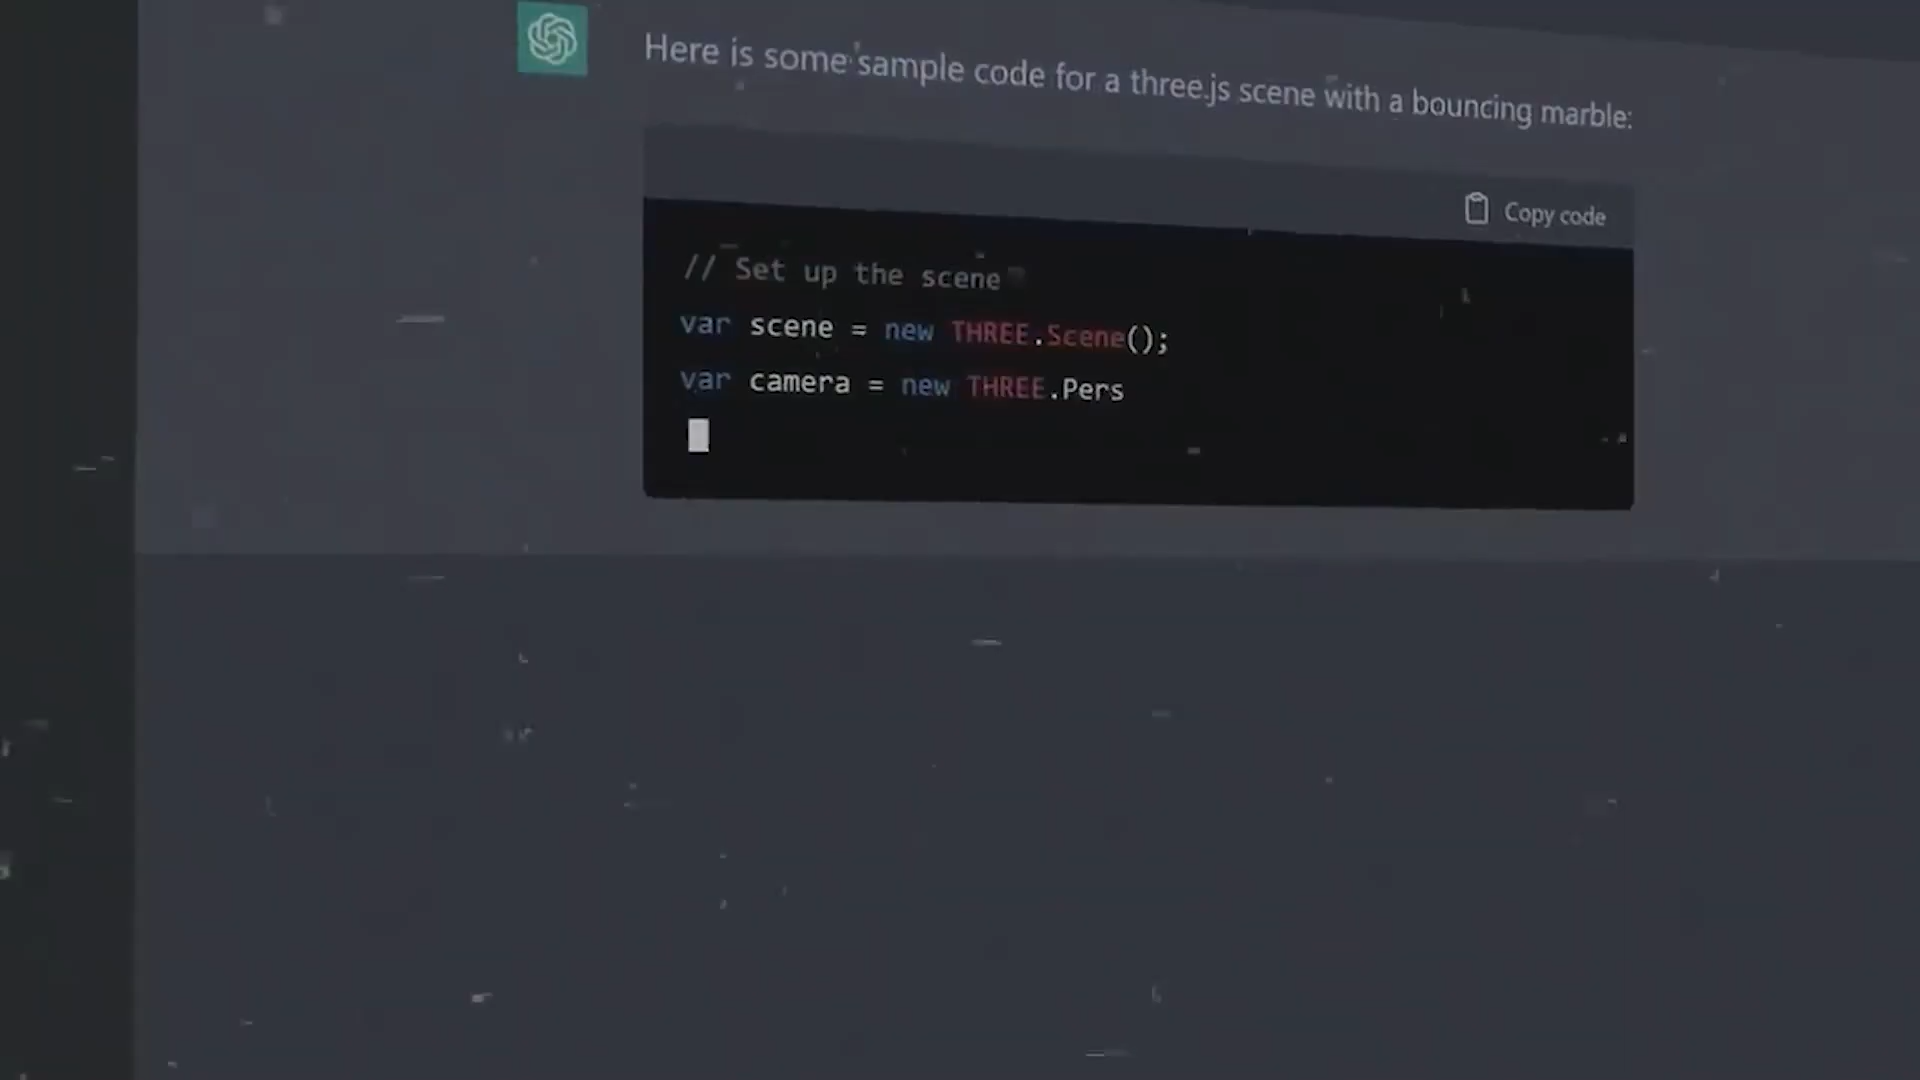 Here is some sample code for a three.js scene with a bouncing marble:
Copy code
// Set up the scene
var scene = new THREE.Scene();
var camera = new THREE.Pers